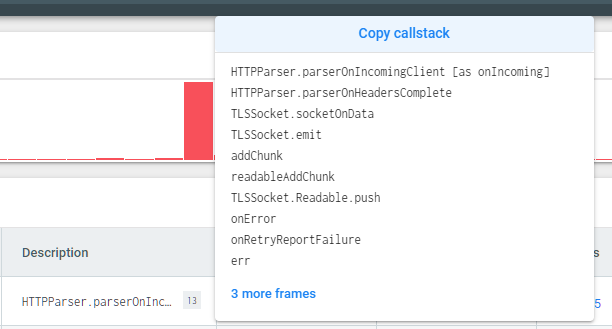 Copy callstack
HTTPParser.parserOnIncomingClient [as onIncoming]
HTTPParser.parserOnHeadersComplete
TLSSocket.socketOnData
TLSSocket.emit
addChunk
readableAddChunk
TLSSocket.Readable.push
onError
onRetryReportFailure
err
3 more frames
Description
s
HTTPParser.parserOnInc… 13
5